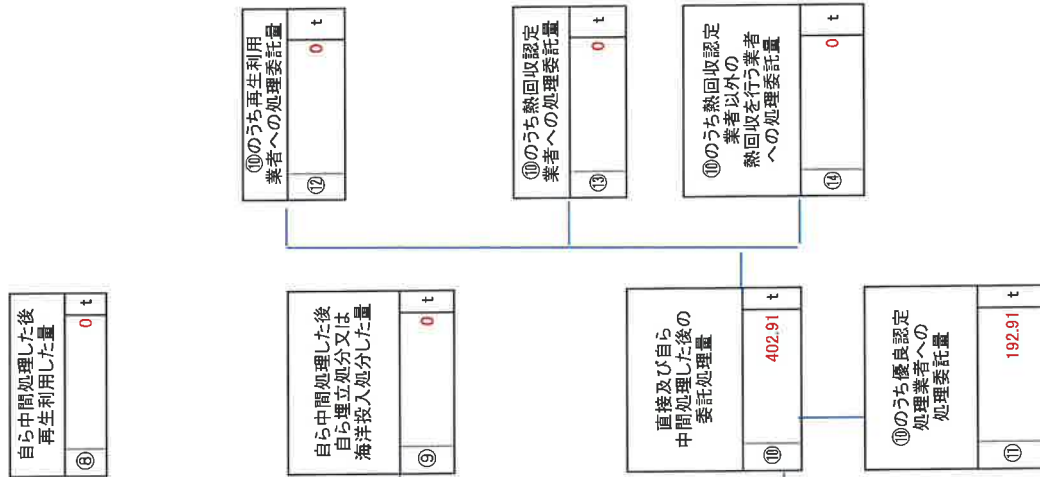 自ら中間処理した後
再生利用した量
⑧ 0 t
自ら中間処理した後
自ら埋立処分又は
海洋投入処分した量
⑨ 0 t
直接及び自ら
中間処理した後の
委託処理量
⑩ 402.91 t
⑩のうち優良認定
処理業者への
処理委託量
⑪ 192.91 t
⑩のうち再生利用
業者への処理委託量
⑫ 0 t
⑩のうち熱回収認定
業者への処理委託量
⑬ 0 t
⑩のうち熱回収認定
業者以外の
熱回収を行う業者
への処理委託量
⑭ 0 t